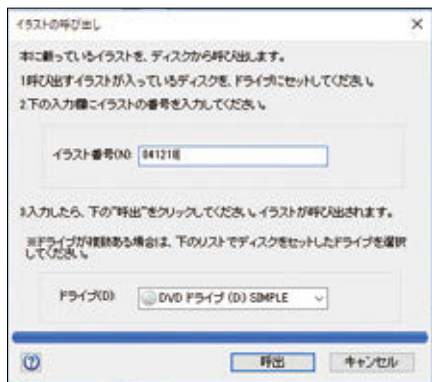 イラストの呼び出し
本に載っているイラストを、ディスクから呼び出します。
1呼び出すイラストが入っているディスクを、ドライブにセットしてください。
2下の入力欄にイラストの番号を入力してください。
イラスト番号(N): 041218
3入力したら、下の"呼出"をクリックしてください。イラストが呼び出されます。
※ドライブが複数ある場合は、下のリストでディスクをセットしたドライブを選択
してください。
ドライブ(D) DVD ドライブ (D:) SIMPLE
呼出 キャンセル